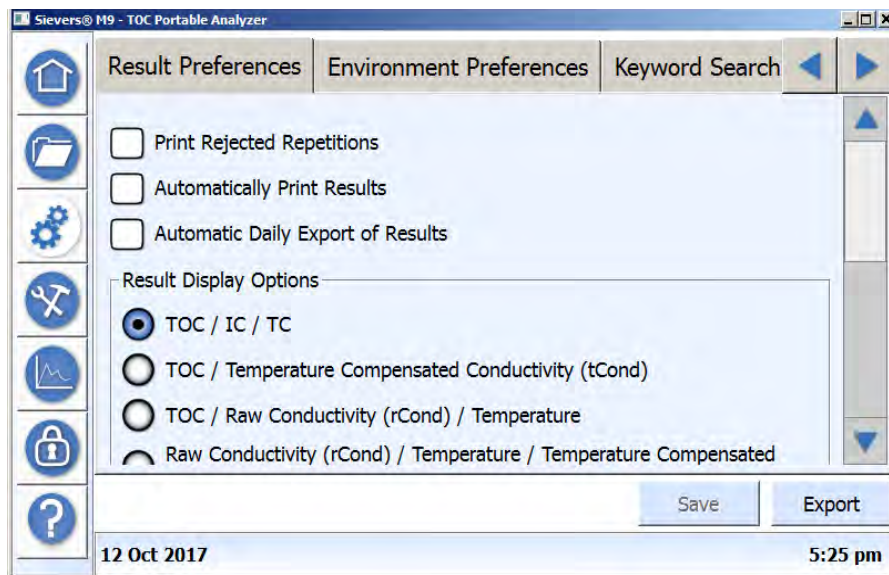 Sievers® M9 - TOC Portable Analyzer
Result Preferences
Environment Preferences
Keyword Search
Print Rejected Repetitions
Automatically Print Results
Automatic Daily Export of Results
Result Display Options
TOC / IC / TC
TOC / Temperature Compensated Conductivity (tCond)
TOC / Raw Conductivity (rCond) / Temperature
Raw Conductivity (rCond) / Temperature / Temperature Compensated
Save
Export
12 Oct 2017
5:25 pm